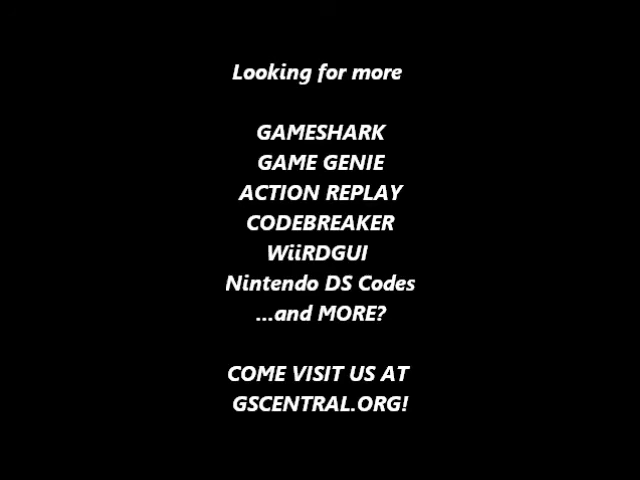 Looking for more
GAMESHARK
GAME GENIE
ACTION REPLAY
CODEBREAKER
WiiRDGUI
Nintendo DS Codes
...and MORE?
COME VISIT US AT
GSCENTRAL.ORG!